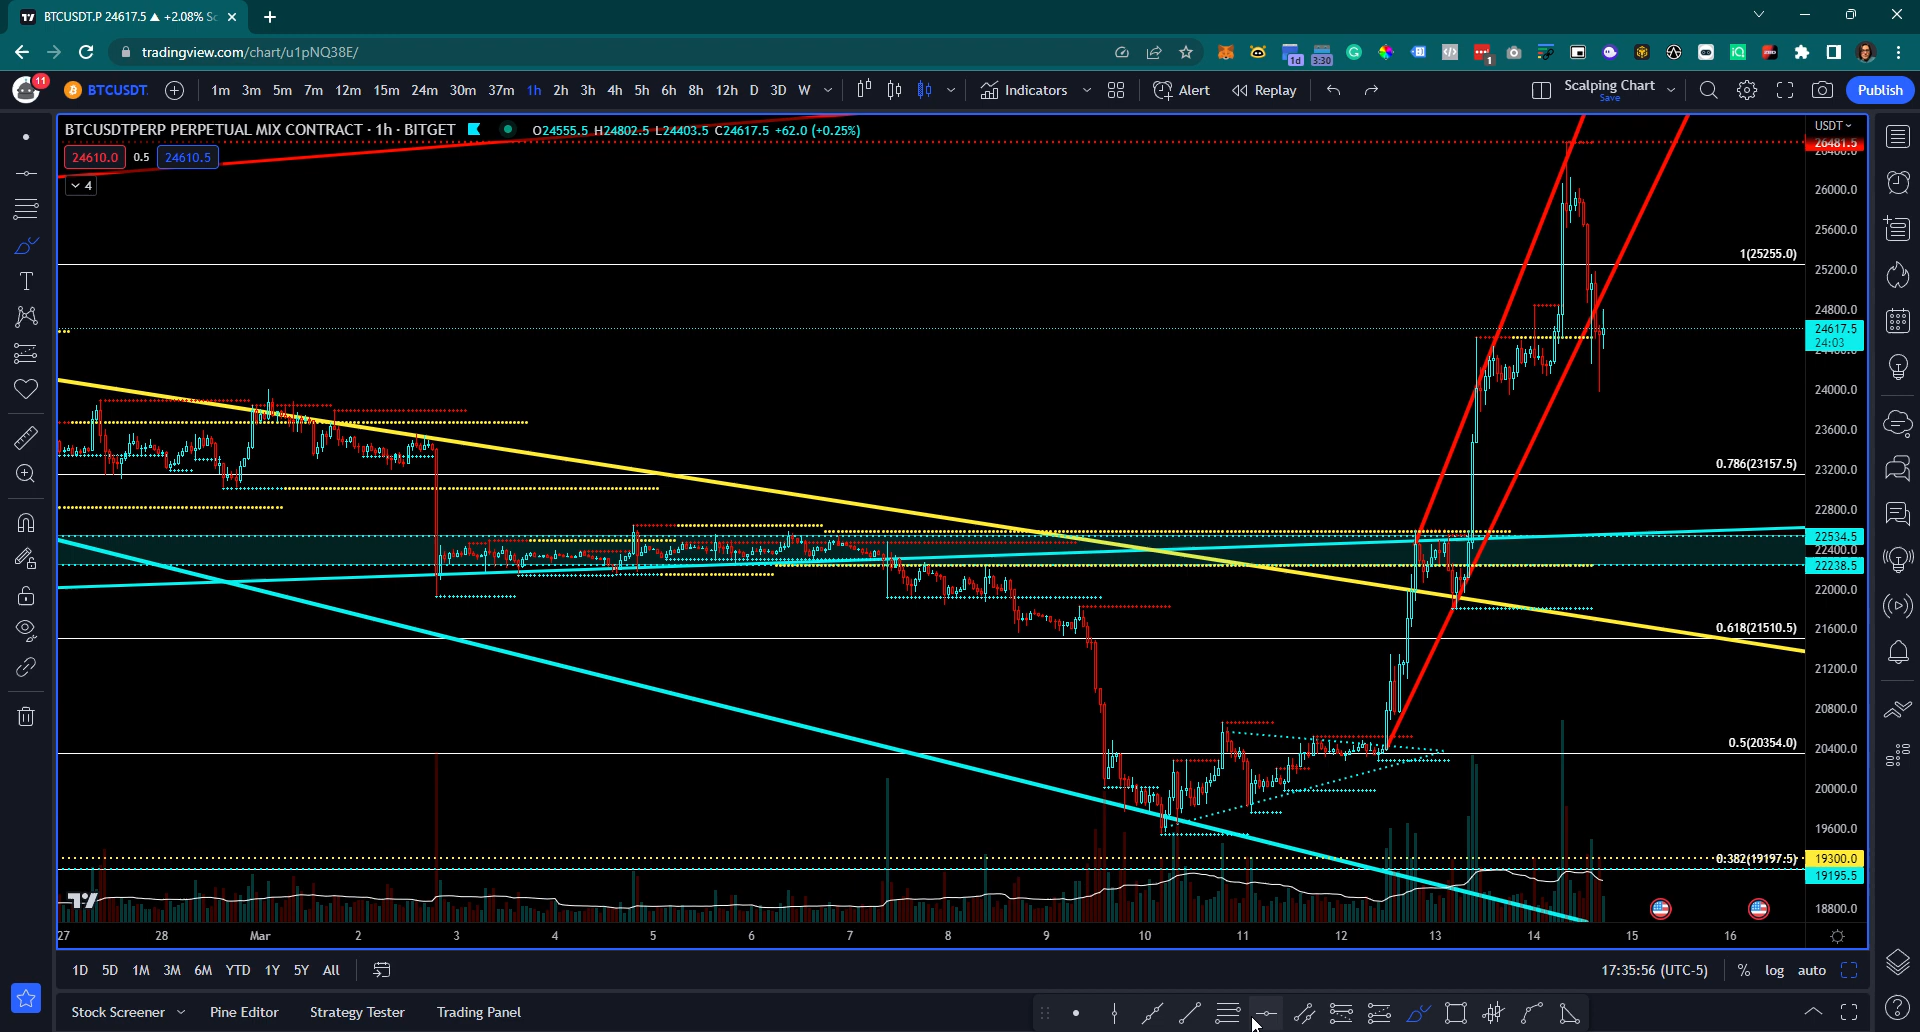 BTCUSDT.P 24617.5 ▲ +2.08% Sc
tradingview.com/chart/u1pNQ38E/
1d
3:30
1
11
BTCUSDT.
1m 3m 5m 7m 12m 15m 24m 30m 37m 1h 2h 3h 4h 5h 6h 8h 12h D 3D W
Indicators
Alert
Replay
Scalping Chart
Save
Publish
BTCUSDTPERP PERPETUAL MIX CONTRACT · 1h · BITGET
O24555.5 H24802.5 L24403.5 C24617.5 +62.0 (+0.25%)
24610.0 0.5 24610.5
4
USDT
26481.5
26000.0
25600.0
1(25255.0)
25200.0
24800.0
24617.5
24:03
24000.0
23600.0
0.786(23157.5)
23200.0
22800.0
22534.5
22400.0
22238.5
22000.0
0.618(21510.5)
21600.0
21200.0
20800.0
0.5(20354.0)
20400.0
20000.0
19600.0
0.382(19197.5)
19300.0
19195.5
18800.0
27 28 Mar 2 3 4 5 6 7 8 9 10 11 12 13 14 15 16
1D 5D 1M 3M 6M YTD 1Y 5Y All
17:35:56 (UTC-5)
% log auto
Stock Screener Pine Editor Strategy Tester Trading Panel